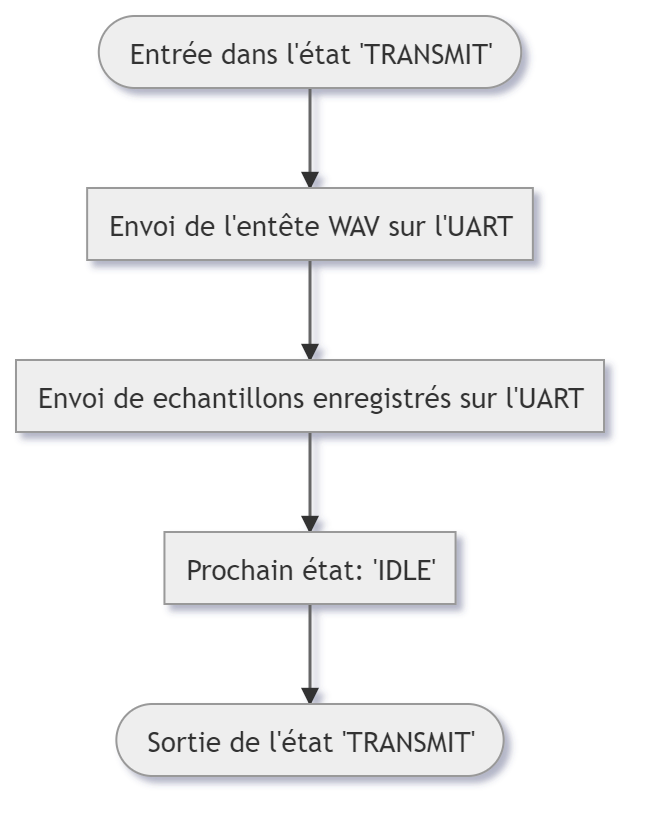 Entrée dans l'état 'TRANSMIT'
Envoi de l'entête WAV sur l'UART
Envoi de echantillons enregistrés sur l'UART
Prochain état: 'IDLE'
Sortie de l'état 'TRANSMIT'